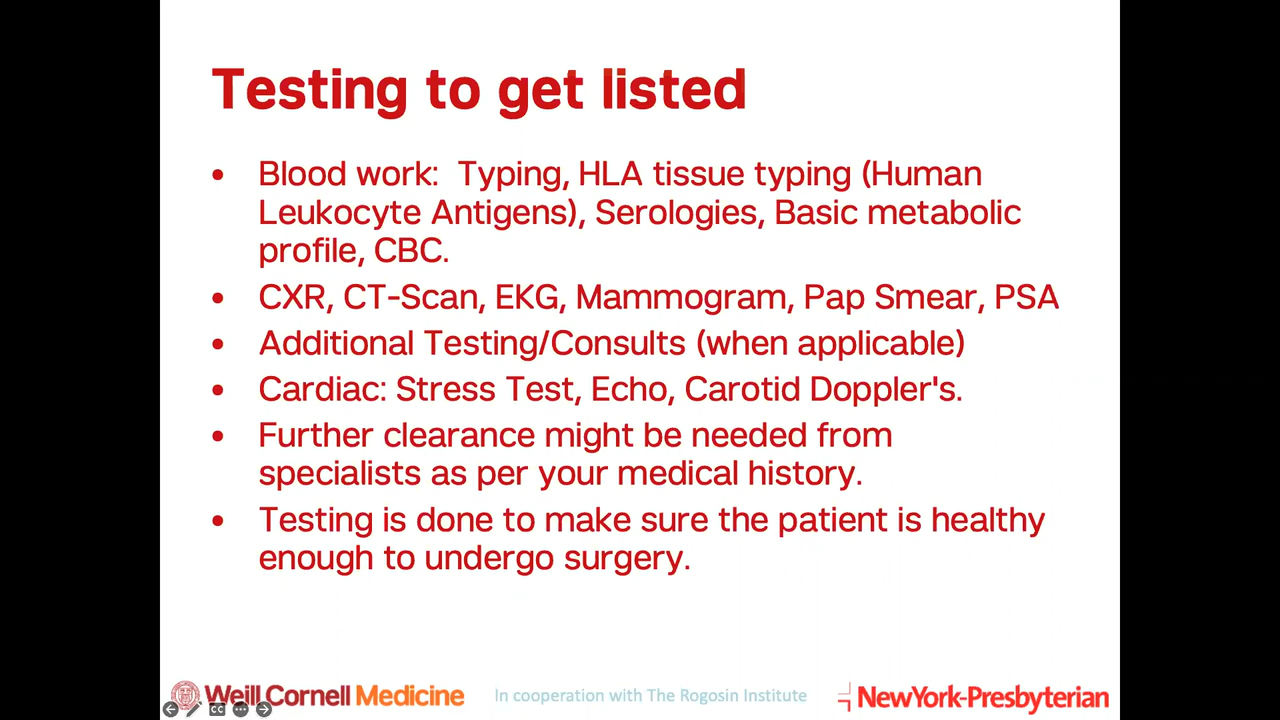 Testing to get listed
• Blood work:  Typing, HLA tissue typing (Human
Leukocyte Antigens), Serologies, Basic metabolic
profile, CBC.
• CXR, CT-Scan, EKG, Mammogram, Pap Smear, PSA
• Additional Testing/Consults (when applicable)
• Cardiac: Stress Test, Echo, Carotid Doppler's.
• Further clearance might be needed from
specialists as per your medical history.
• Testing is done to make sure the patient is healthy
enough to undergo surgery.
Weill Cornell Medicine
In cooperation with The Rogosin Institute
NewYork-Presbyterian
CC